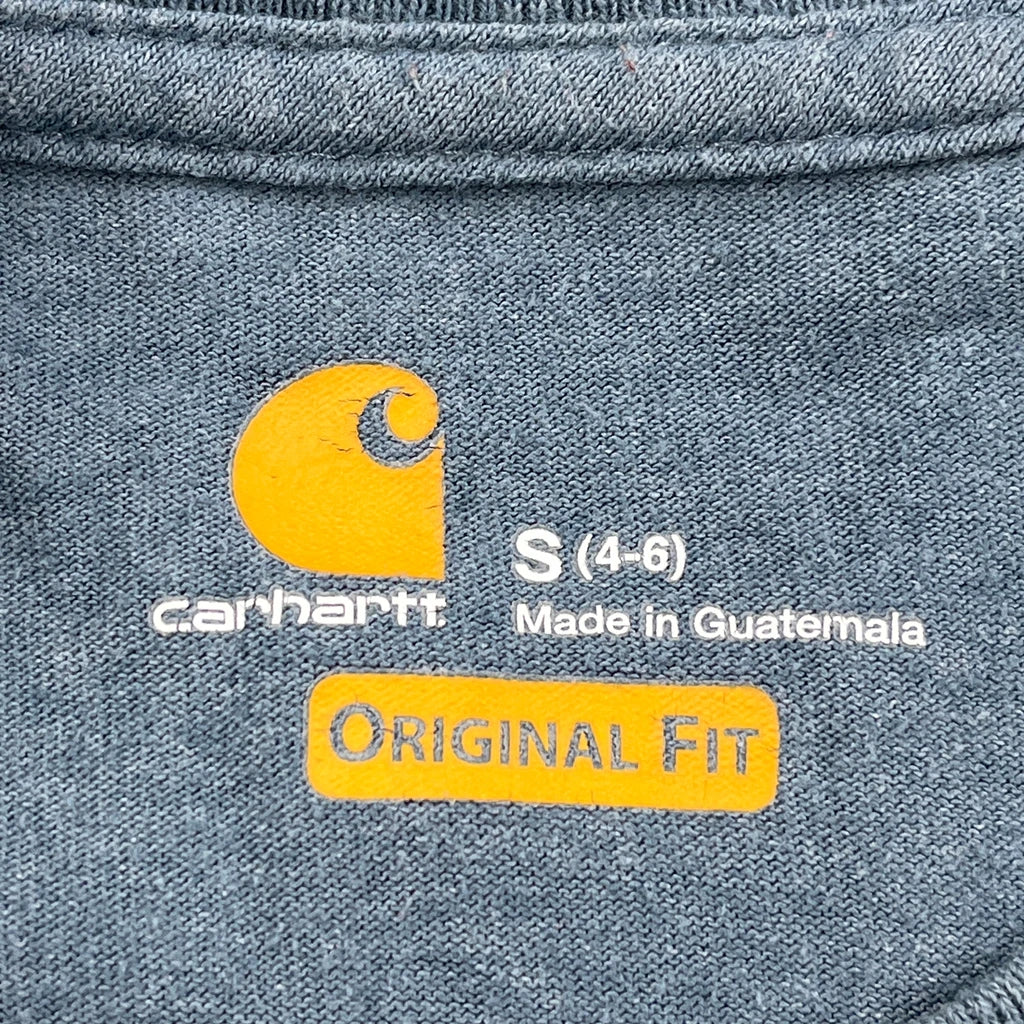 carhartt
S (4-6)
Made in Guatemala
ORIGINAL FIT